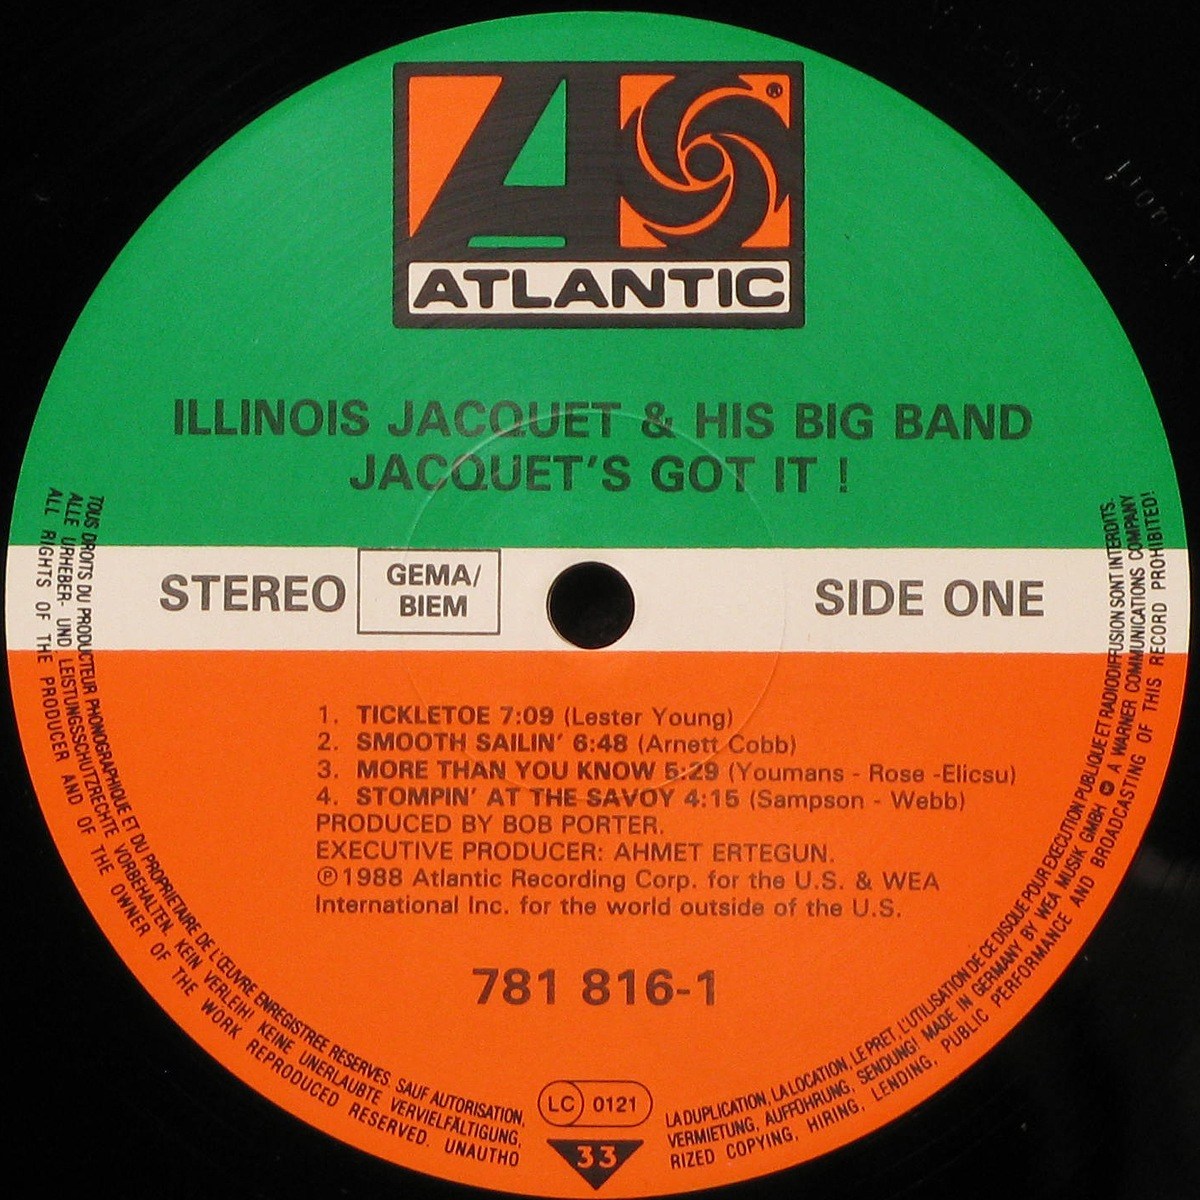 ®
ATLANTIC
ILLINOIS JACQUET & HIS BIG BAND
JACQUET'S GOT IT !
STEREO
GEMA/
BIEM
SIDE ONE
1. TICKLETOE 7:09 (Lester Young)
2. SMOOTH SAILIN' 6:48 (Arnett Cobb)
3. MORE THAN YOU KNOW 5:29 (Youmans - Rose -Elicsu)
4. STOMPIN' AT THE SAVOY 4:15 (Sampson - Webb)
PRODUCED BY BOB PORTER.
EXECUTIVE PRODUCER: AHMET ERTEGUN.
℗1988 Atlantic Recording Corp. for the U.S. & WEA
International Inc. for the world outside of the U.S.
781 816-1
TOUS DROITS DU PRODUCTEUR PHONOGRAPHIQUE ET DU PROPRIETAIRE DE L'ŒUVRE ENREGISTREE RESERVES. SAUF AUTORISATION,
LA DUPLICATION, LA LOCATION, LE PRET, L'UTILISATION DE CE DISQUE POUR EXECUTION PUBLIQUE ET RADIODIFFUSION SONT INTERDITS.
ALLE URHEBER- UND LEISTUNGSSCHUTZRECHTE VORBEHALTEN. KEIN VERLEIH! KEINE UNERLAUBTE VERVIELFÄLTIGUNG,
VERMIETUNG, AUFFÜHRUNG, SENDUNG! MADE IN GERMANY BY WEA MUSIK GMBH A WARNER COMMUNICATIONS COMPANY
ALL RIGHTS OF THE PRODUCER AND OF THE OWNER OF THE WORK REPRODUCED RESERVED. UNAUTHO
RIZED COPYING, HIRING, LENDING, PUBLIC PERFORMANCE AND BROADCASTING OF THIS RECORD PROHIBITED!
LC 0121
33